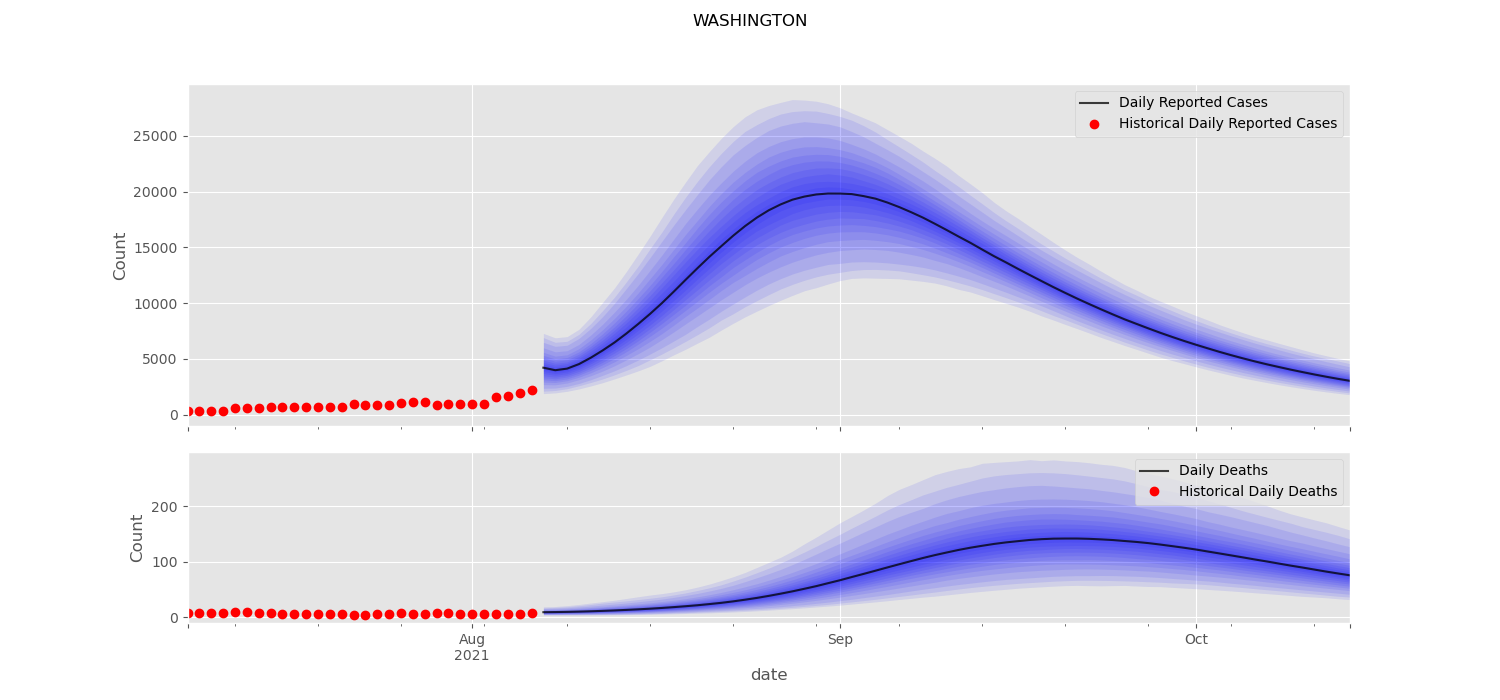 WASHINGTON
Daily Reported Cases
Historical Daily Reported Cases
25000
20000
15000
10000
5000
0
Count
Daily Deaths
Historical Daily Deaths
200
100
0
Count
Aug
2021
Sep
Oct
date